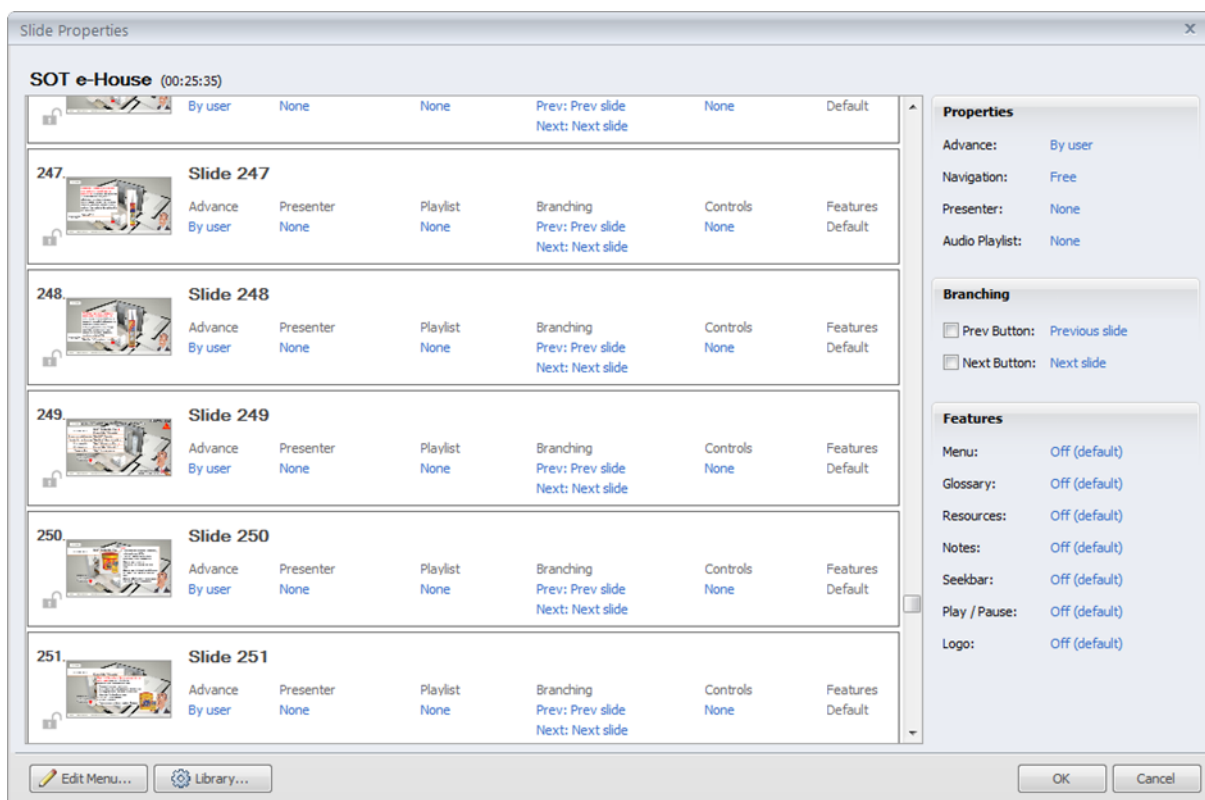 Slide Properties
SOT e-House (00:25:35)
By user None None Prev: Prev slide None Default
Next: Next slide
247. Slide 247
Advance Presenter Playlist Branching Controls Features
By user None None Prev: Prev slide None Default
Next: Next slide
248. Slide 248
Advance Presenter Playlist Branching Controls Features
By user None None Prev: Prev slide None Default
Next: Next slide
249. Slide 249
Advance Presenter Playlist Branching Controls Features
By user None None Prev: Prev slide None Default
Next: Next slide
250. Slide 250
Advance Presenter Playlist Branching Controls Features
By user None None Prev: Prev slide None Default
Next: Next slide
251. Slide 251
Advance Presenter Playlist Branching Controls Features
By user None None Prev: Prev slide None Default
Next: Next slide
Properties
Advance: By user
Navigation: Free
Presenter: None
Audio Playlist: None
Branching
Prev Button: Previous slide
Next Button: Next slide
Features
Menu: Off (default)
Glossary: Off (default)
Resources: Off (default)
Notes: Off (default)
Seekbar: Off (default)
Play / Pause: Off (default)
Logo: Off (default)
Edit Menu... Library... OK Cancel